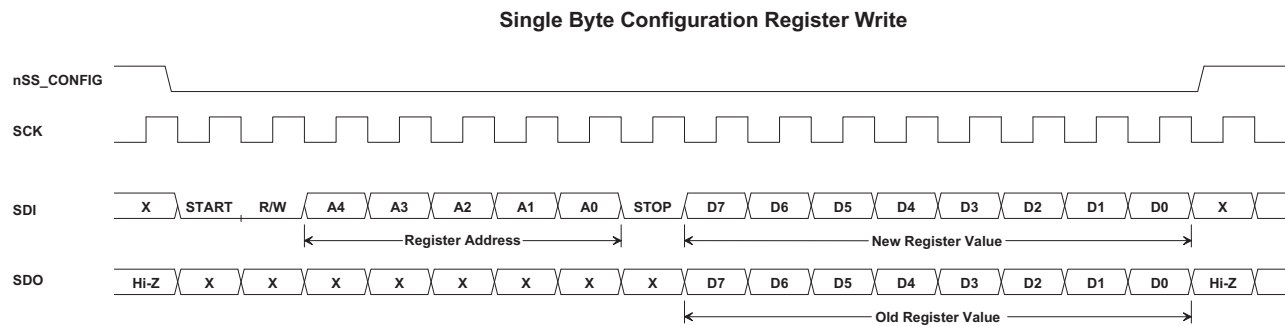 Single Byte Configuration Register Write
nSS_CONFIG
SCK
SDI X START R/W A4 A3 A2 A1 A0 STOP D7 D6 D5 D4 D3 D2 D1 D0 X
Register Address New Register Value
SDO Hi-Z X X X X X X X X D7 D6 D5 D4 D3 D2 D1 D0 Hi-Z
Old Register Value